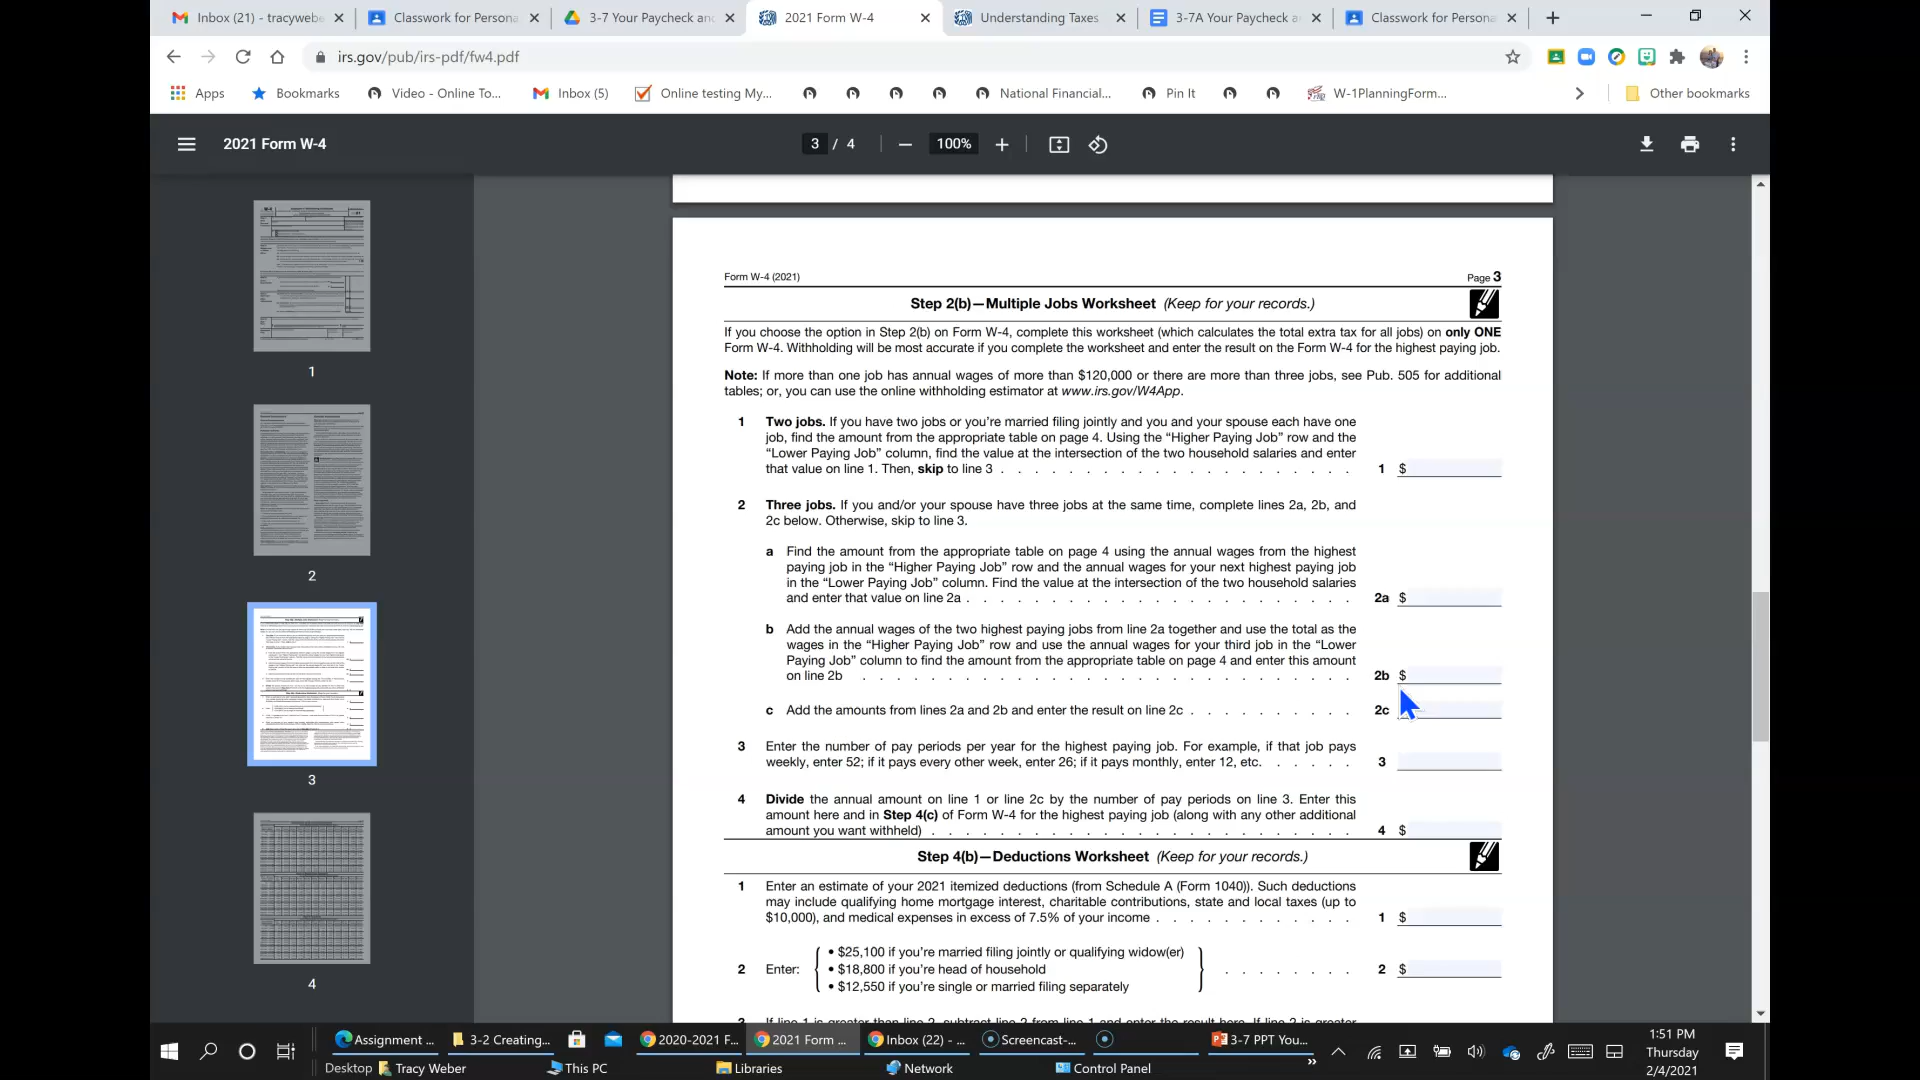 Inbox (21) - tracywebe
Classwork for Persona
3-7 Your Paycheck an
2021 Form W-4
Understanding Taxes
3-7A Your Paycheck a
Classwork for Persona
irs.gov/pub/irs-pdf/fw4.pdf
Apps
Bookmarks
Video - Online To...
Inbox (5)
Online testing My...
National Financial...
Pin It
W-1PlanningForm...
Other bookmarks
2021 Form W-4
3 / 4
100%
1
2
3
4
Form W-4 (2021)
Page 3
Step 2(b)—Multiple Jobs Worksheet (Keep for your records.)
If you choose the option in Step 2(b) on Form W-4, complete this worksheet (which calculates the total extra tax for all jobs) on only ONE
Form W-4. Withholding will be most accurate if you complete the worksheet and enter the result on the Form W-4 for the highest paying job.
Note: If more than one job has annual wages of more than $120,000 or there are more than three jobs, see Pub. 505 for additional
tables; or, you can use the online withholding estimator at www.irs.gov/W4App.
1 Two jobs. If you have two jobs or you're married filing jointly and you and your spouse each have one
job, find the amount from the appropriate table on page 4. Using the "Higher Paying Job" row and the
"Lower Paying Job" column, find the value at the intersection of the two household salaries and enter
that value on line 1. Then, skip to line 3 . . . . . . . . . . . . . . . . . . . . 1 $
2 Three jobs. If you and/or your spouse have three jobs at the same time, complete lines 2a, 2b, and
2c below. Otherwise, skip to line 3.
a Find the amount from the appropriate table on page 4 using the annual wages from the highest
paying job in the "Higher Paying Job" row and the annual wages for your next highest paying job
in the "Lower Paying Job" column. Find the value at the intersection of the two household salaries
and enter that value on line 2a . . . . . . . . . . . . . . . . . . . . . . 2a $
b Add the annual wages of the two highest paying jobs from line 2a together and use the total as the
wages in the "Higher Paying Job" row and use the annual wages for your third job in the "Lower
Paying Job" column to find the amount from the appropriate table on page 4 and enter this amount
on line 2b . . . . . . . . . . . . . . . . . . . . . . . . . . . . 2b $
c Add the amounts from lines 2a and 2b and enter the result on line 2c . . . . . . . . . . 2c
3 Enter the number of pay periods per year for the highest paying job. For example, if that job pays
weekly, enter 52; if it pays every other week, enter 26; if it pays monthly, enter 12, etc. . . . . . 3
4 Divide the annual amount on line 1 or line 2c by the number of pay periods on line 3. Enter this
amount here and in Step 4(c) of Form W-4 for the highest paying job (along with any other additional
amount you want withheld) . . . . . . . . . . . . . . . . . . . . . . . . 4 $
Step 4(b)—Deductions Worksheet (Keep for your records.)
1 Enter an estimate of your 2021 itemized deductions (from Schedule A (Form 1040)). Such deductions
may include qualifying home mortgage interest, charitable contributions, state and local taxes (up to
$10,000), and medical expenses in excess of 7.5% of your income . . . . . . . . . . . . 1 $
• $25,100 if you're married filing jointly or qualifying widow(er)
2 Enter: • $18,800 if you're head of household . . . . . . . 2 $
• $12,550 if you're single or married filing separately
Assignment ...
3-2 Creating...
2020-2021 F...
2021 Form ...
Inbox (22) - ...
Screencast-...
3-7 PPT You...
Desktop
Tracy Weber
This PC
Libraries
Network
Control Panel
1:51 PM
Thursday
2/4/2021